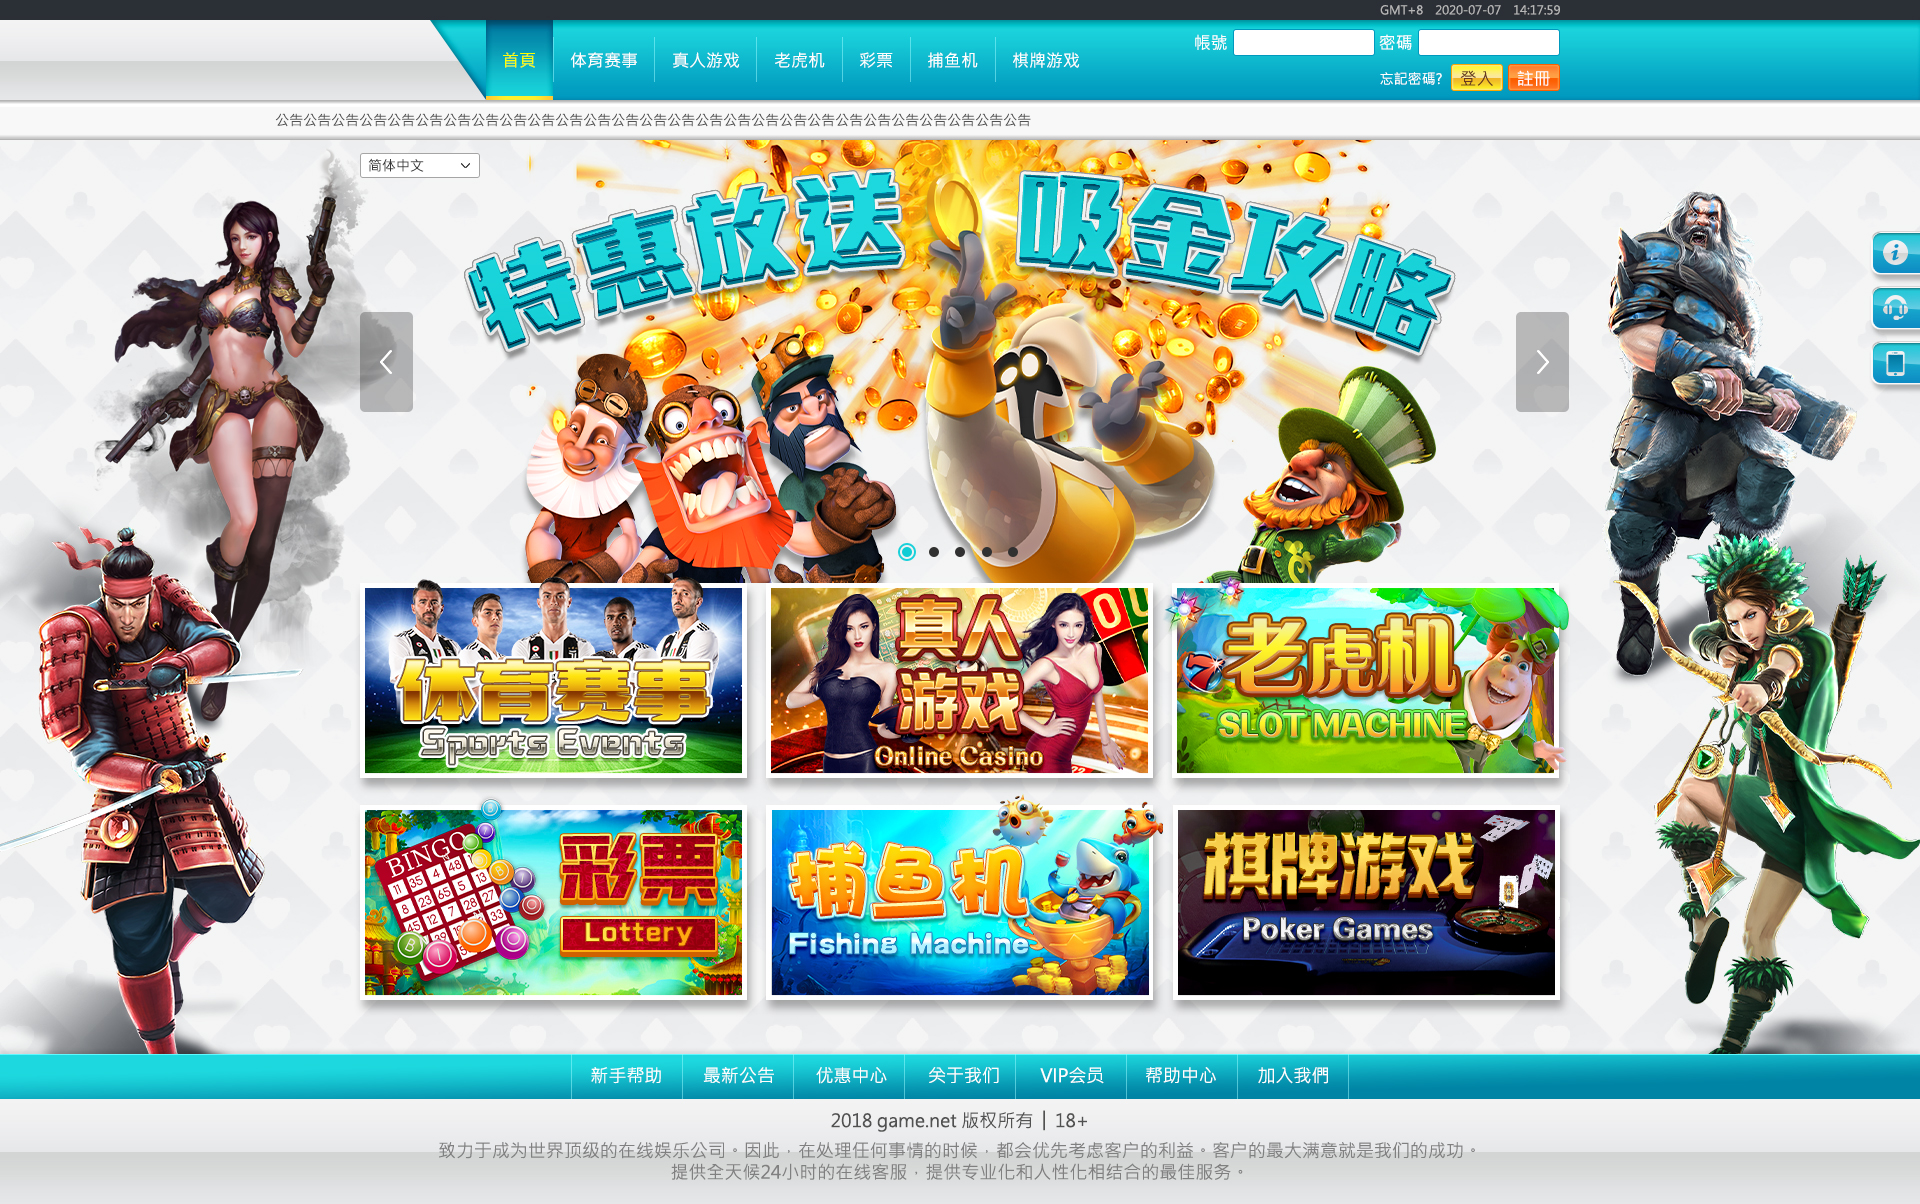 GMT+8 2020-07-07 14:17:59
首頁 体育赛事 真人游戏 老虎机 彩票 捕鱼机 棋牌游戏
帳號 密碼
忘記密碼? 登入 註冊
公告公告公告公告公告公告公告公告公告公告公告公告公告公告公告公告公告公告公告公告公告公告公告公告公告公告公告
简体中文
特惠放送 吸金攻略
体育赛事
Sports Events
真人
游戏
Online Casino
老虎机
SLOT MACHINE
7
BINGO
彩票
Lottery
捕鱼机
Fishing Machine
棋牌游戏
Poker Games
新手帮助 最新公告 优惠中心 关于我们 VIP会员 帮助中心 加入我們
2018 game.net 版权所有 | 18+
致力于成为世界顶级的在线娱乐公司。因此，在处理任何事情的时候，都会优先考虑客户的利益。客户的最大满意就是我们的成功。
提供全天候24小时的在线客服，提供专业化和人性化相结合的最佳服务。